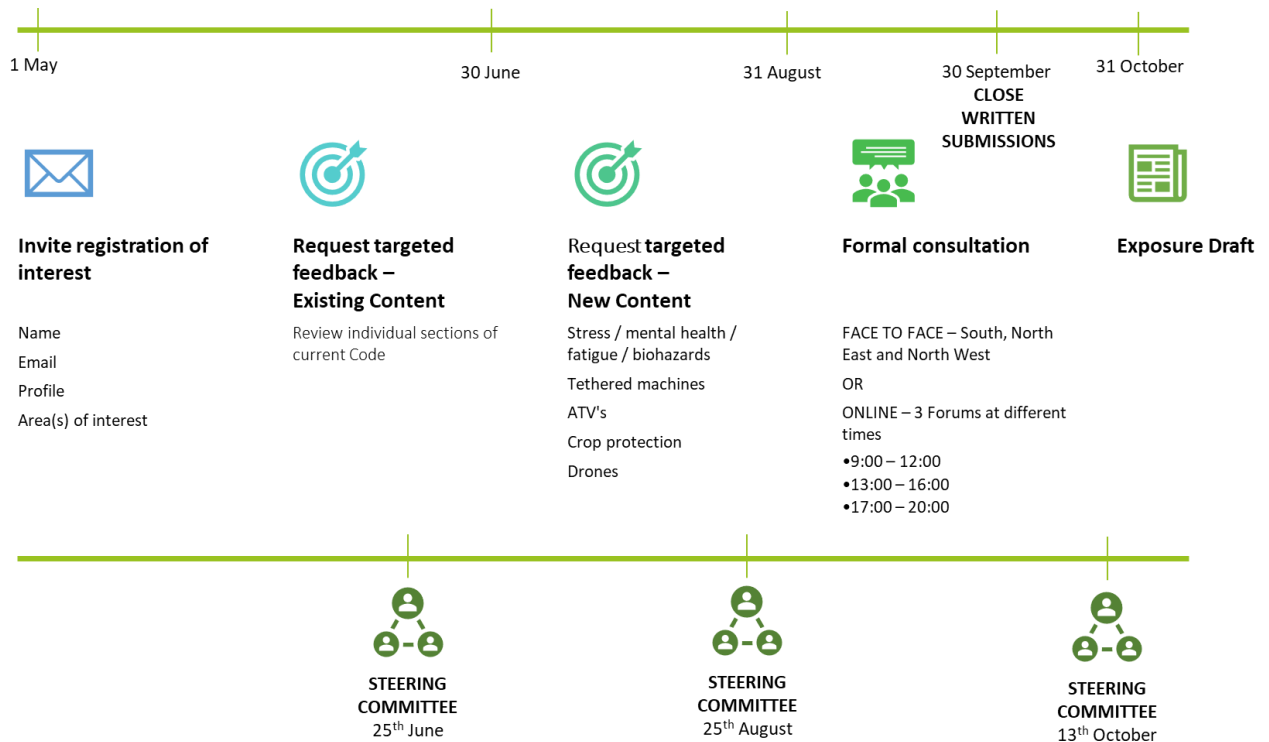 1 May
30 June
31 August
30 September
CLOSE
WRITTEN
SUBMISSIONS
31 October
Invite registration of
interest
Name
Email
Profile
Area(s) of interest
Request targeted
feedback –
Existing Content
Review individual sections of
current Code
Request targeted
feedback –
New Content
Stress / mental health /
fatigue / biohazards
Tethered machines
ATV's
Crop protection
Drones
Formal consultation
FACE TO FACE – South, North
East and North West
OR
ONLINE – 3 Forums at different
times
•9:00 – 12:00
•13:00 – 16:00
•17:00 – 20:00
Exposure Draft
STEERING
COMMITTEE
25th June
STEERING
COMMITTEE
25th August
STEERING
COMMITTEE
13th October